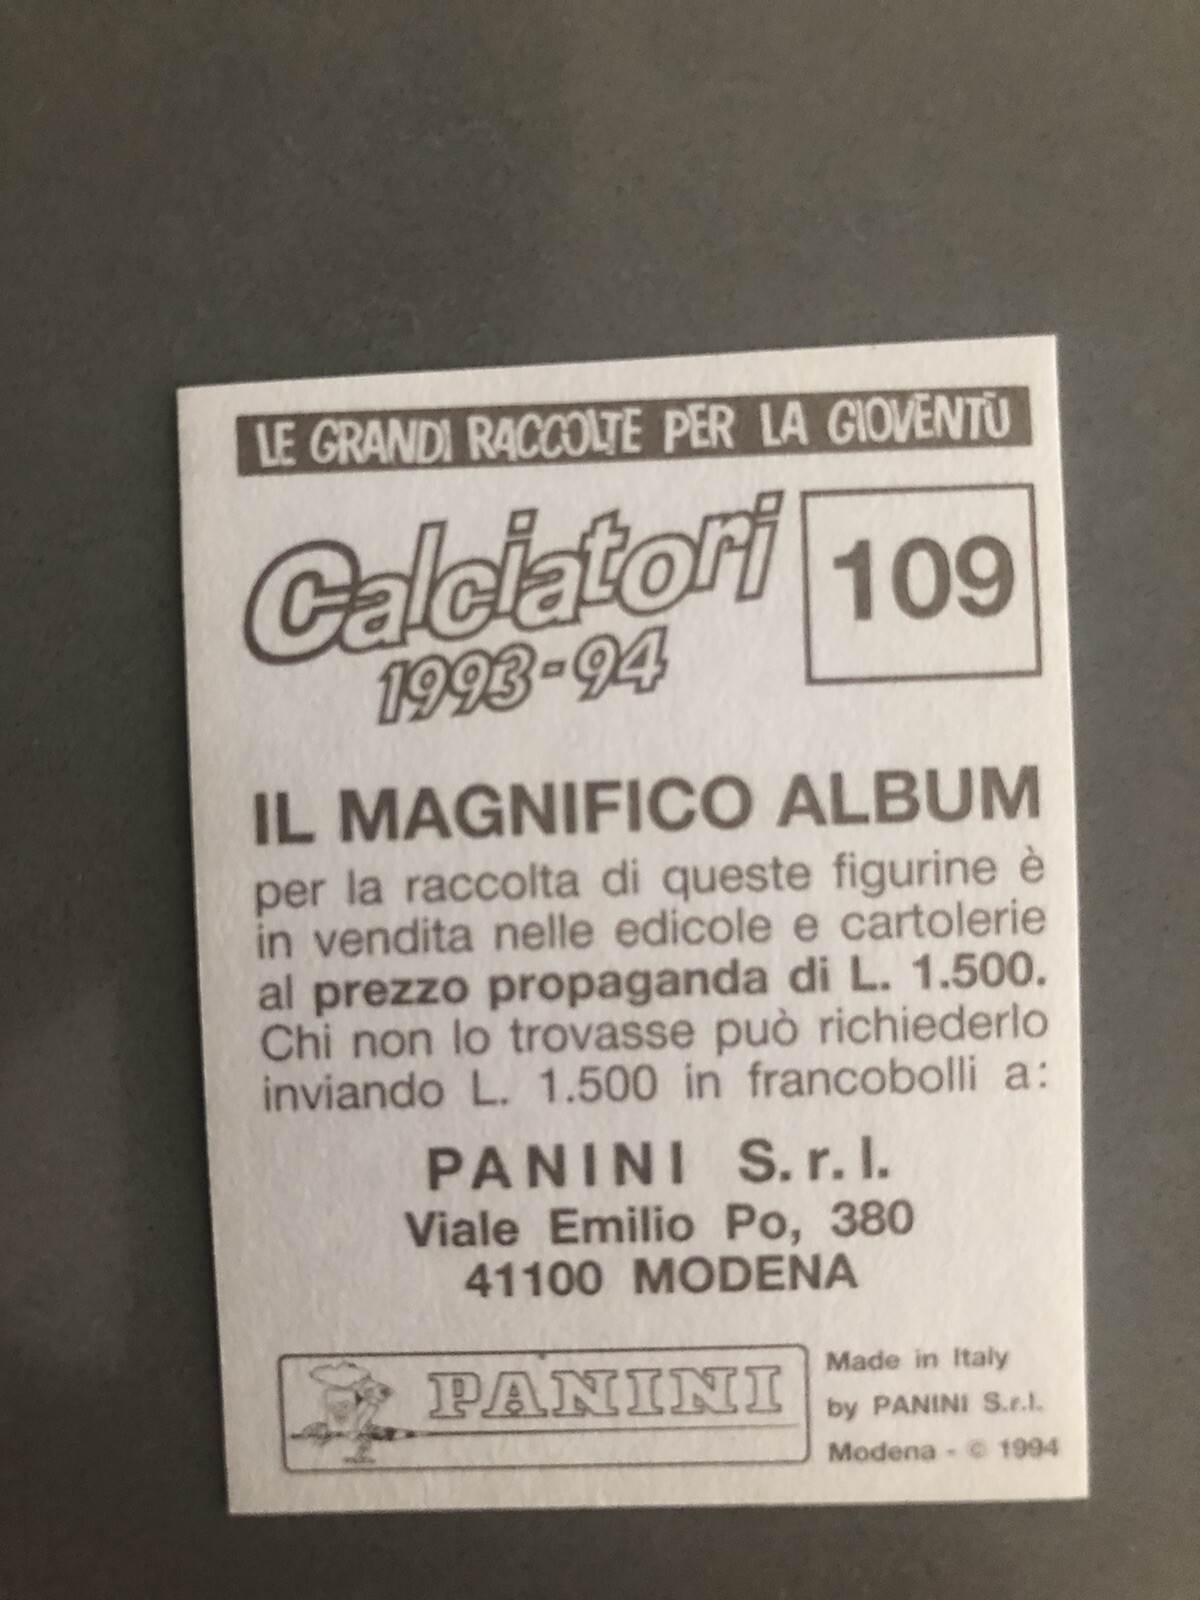 LE GRANDI RACCOLTE PER LA GIOVENTÙ
Calciatori
1993-94
109
IL MAGNIFICO ALBUM
per la raccolta di queste figurine è
in vendita nelle edicole e cartolerie
al prezzo propaganda di L. 1.500.
Chi non lo trovasse può richiederlo
inviando L. 1.500 in francobolli a:
PANINI S.r.l.
Viale Emilio Po, 380
41100 MODENA
PANINI
Made in Italy
by PANINI S.r.l.
Modena - © 1994